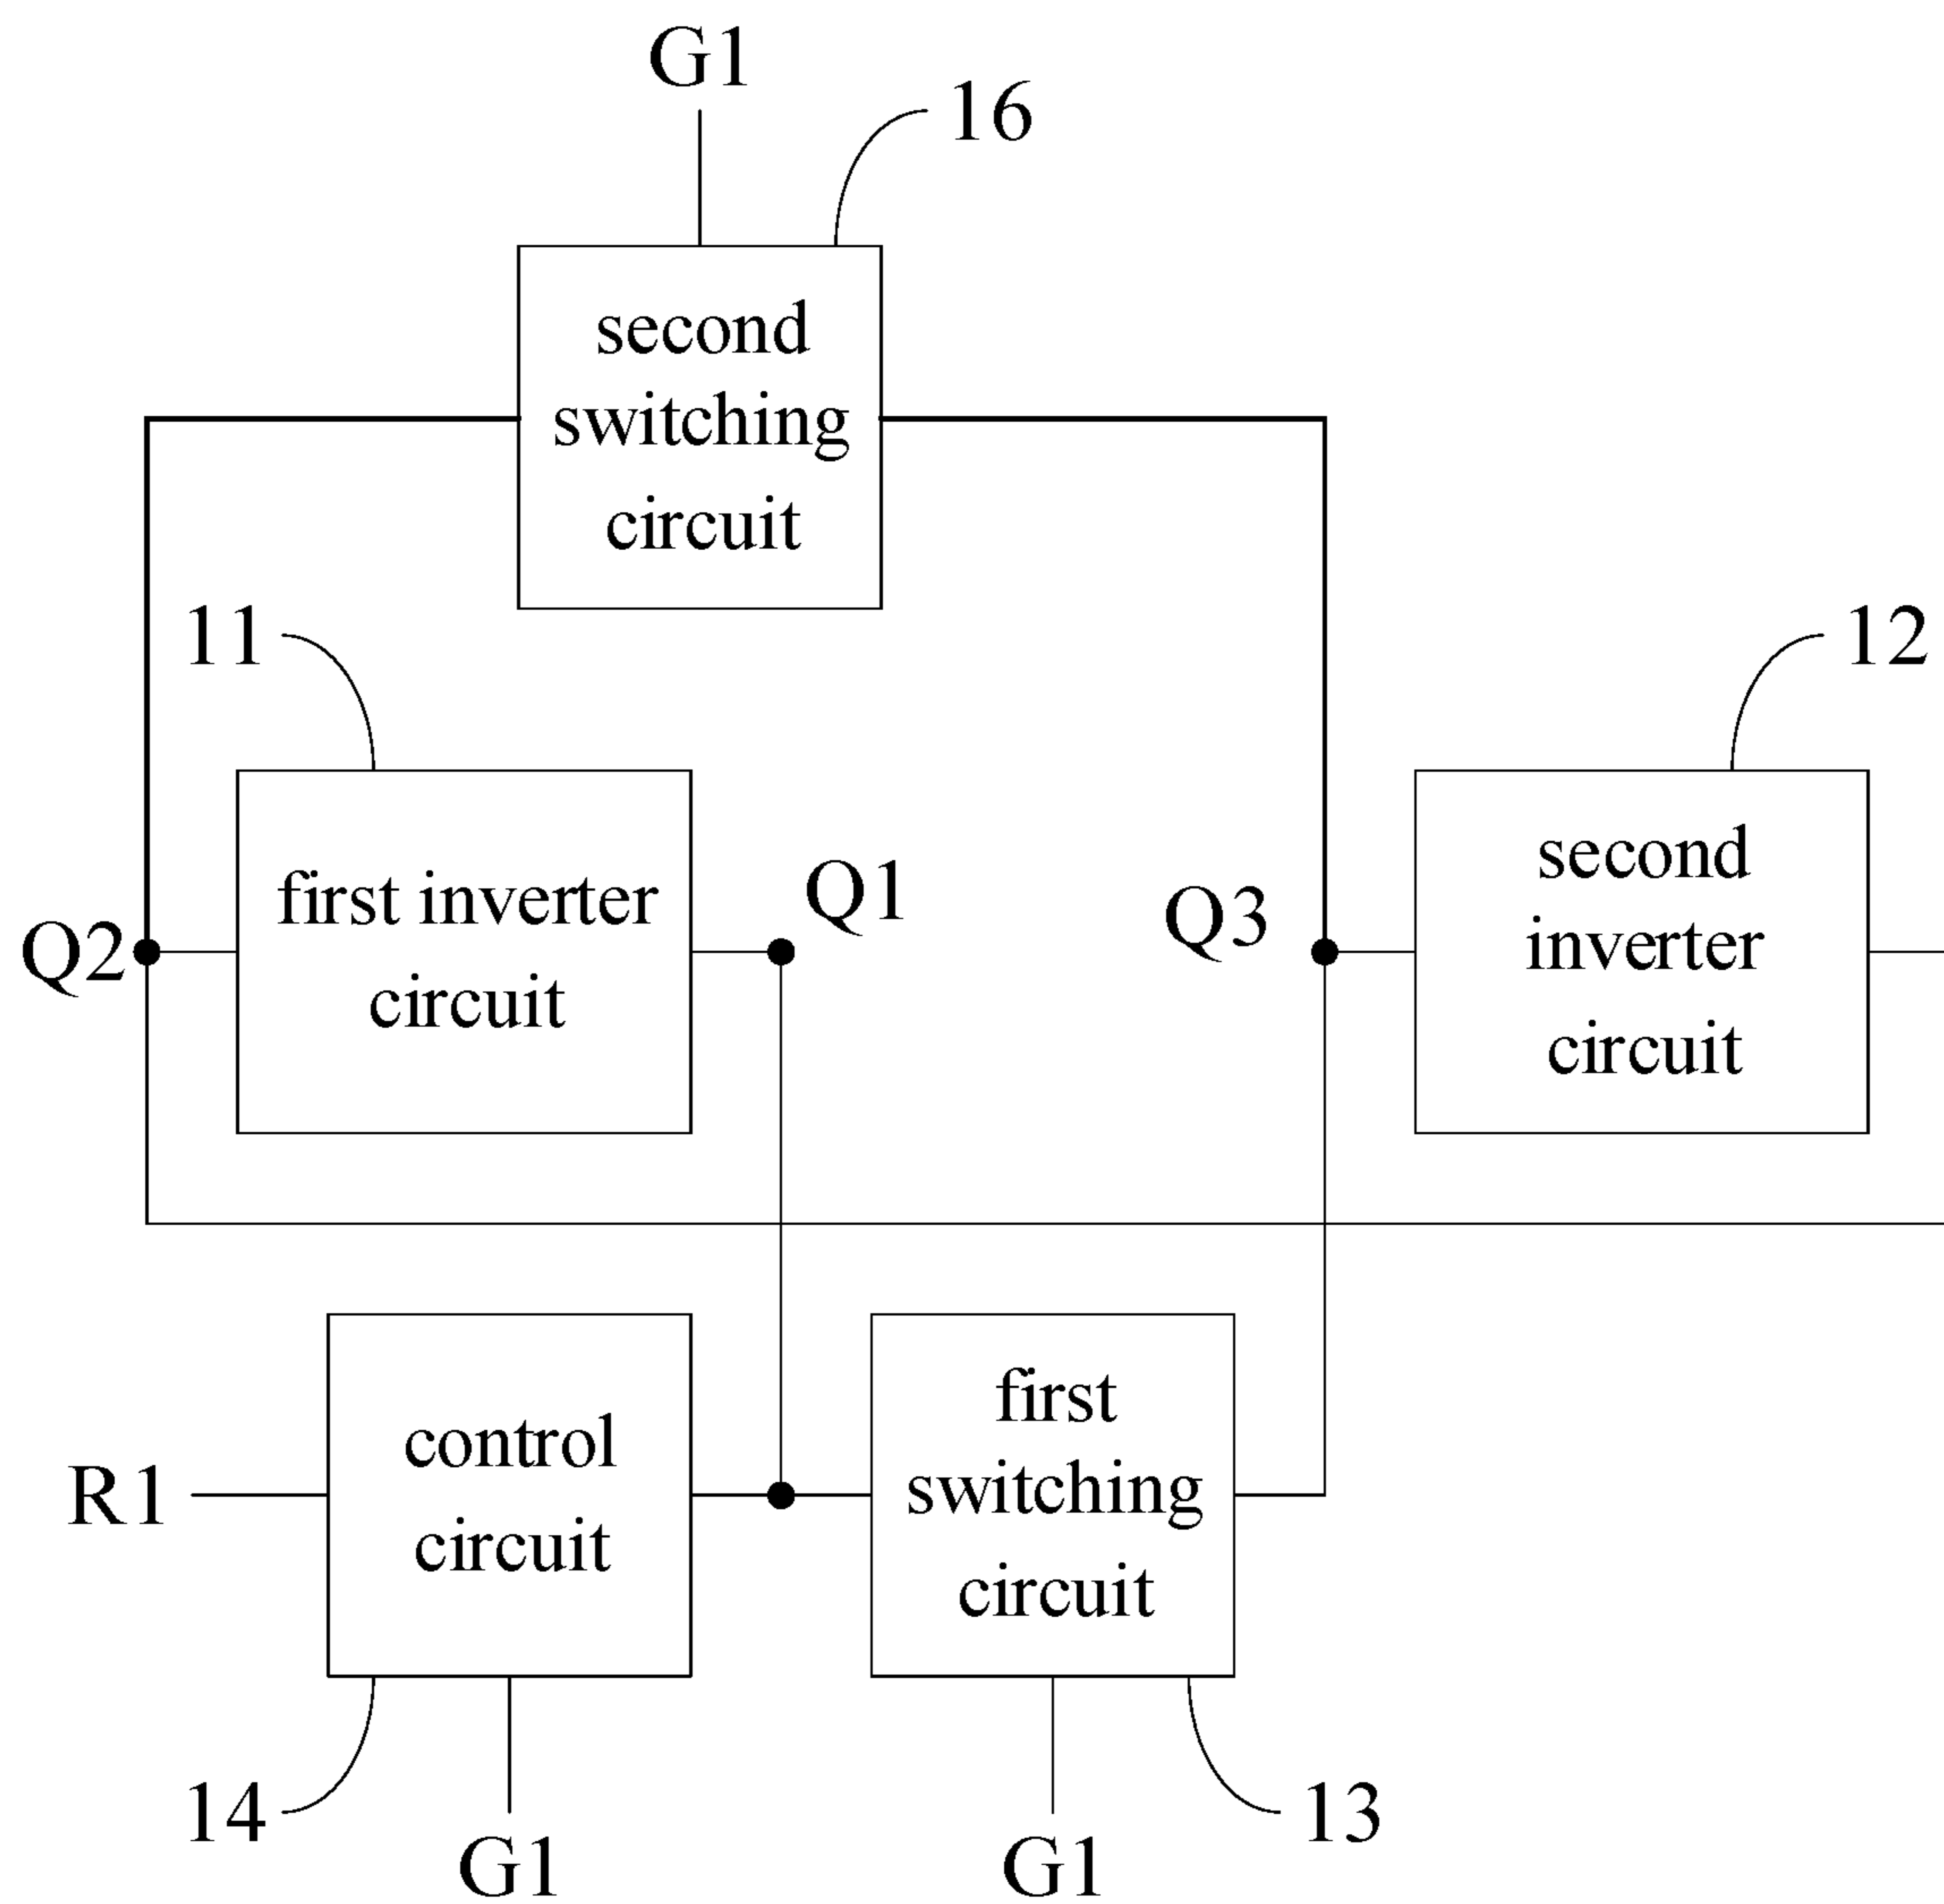 G1
16
second
switching
circuit
11
12
first inverter
circuit
Q1
Q2
Q3
second
inverter
circuit
control
circuit
first
switching
circuit
R1
14
13
G1
G1